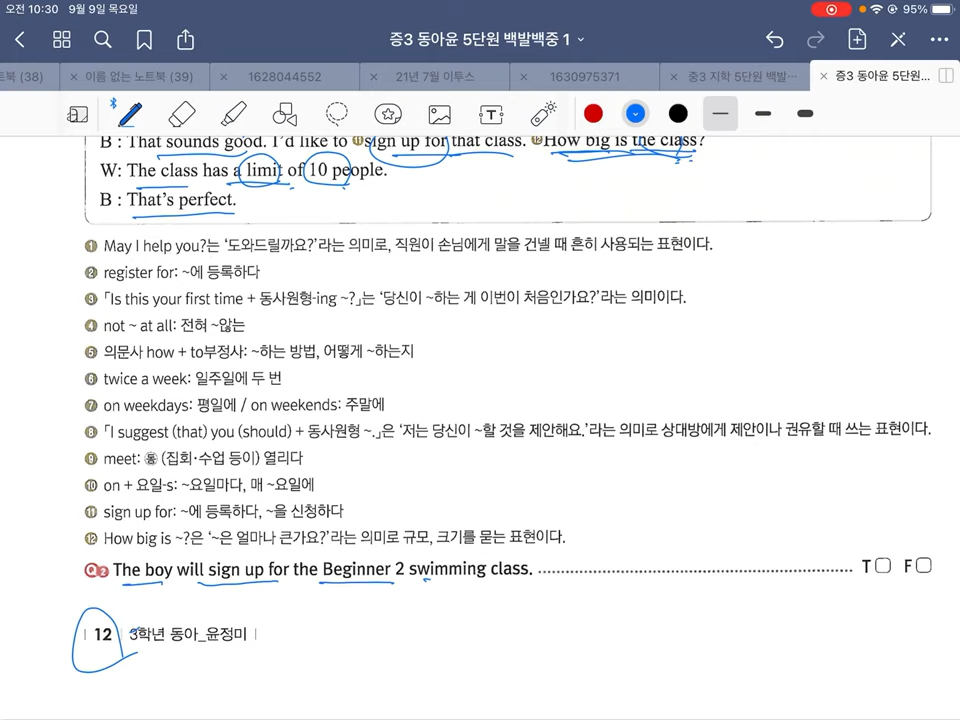 오전 10:30 9월 9일 목요일 95%
증3 동아윤 5단원 백발백중 1
트북 (38) × 이름 없는 노트북 (39) × 1628044552 × 21년 7월 이투스 × 1630975371 × 중3 지학 5단원 백발… × 증3 동아윤 5단원…
B : That sounds good. I'd like to ⓫sign up for that class. ⓬How big is the class?
W: The class has a limit of 10 people.
B : That's perfect.
❶ May I help you?는 '도와드릴까요?'라는 의미로, 직원이 손님에게 말을 건넬 때 흔히 사용되는 표현이다.
❷ register for: ~에 등록하다
❸ 「Is this your first time + 동사원형-ing ~?」는 '당신이 ~하는 게 이번이 처음인가요?'라는 의미이다.
❹ not ~ at all: 전혀 ~않는
❺ 의문사 how + to부정사: ~하는 방법, 어떻게 ~하는지
❻ twice a week: 일주일에 두 번
❼ on weekdays: 평일에 / on weekends: 주말에
❽ 「I suggest (that) you (should) + 동사원형 ~.」은 '저는 당신이 ~할 것을 제안해요.'라는 의미로 상대방에게 제안이나 권유할 때 쓰는 표현이다.
❾ meet: 통 (집회·수업 등이) 열리다
❿ on + 요일-s: ~요일마다, 매 ~요일에
⓫ sign up for: ~에 등록하다, ~을 신청하다
⓬ How big is ~?은 '~은 얼마나 큰가요?'라는 의미로 규모, 크기를 묻는 표현이다.
Q2 The boy will sign up for the Beginner 2 swimming class. ........ T□ F□
| 12 | 3학년 동아_윤정미 |